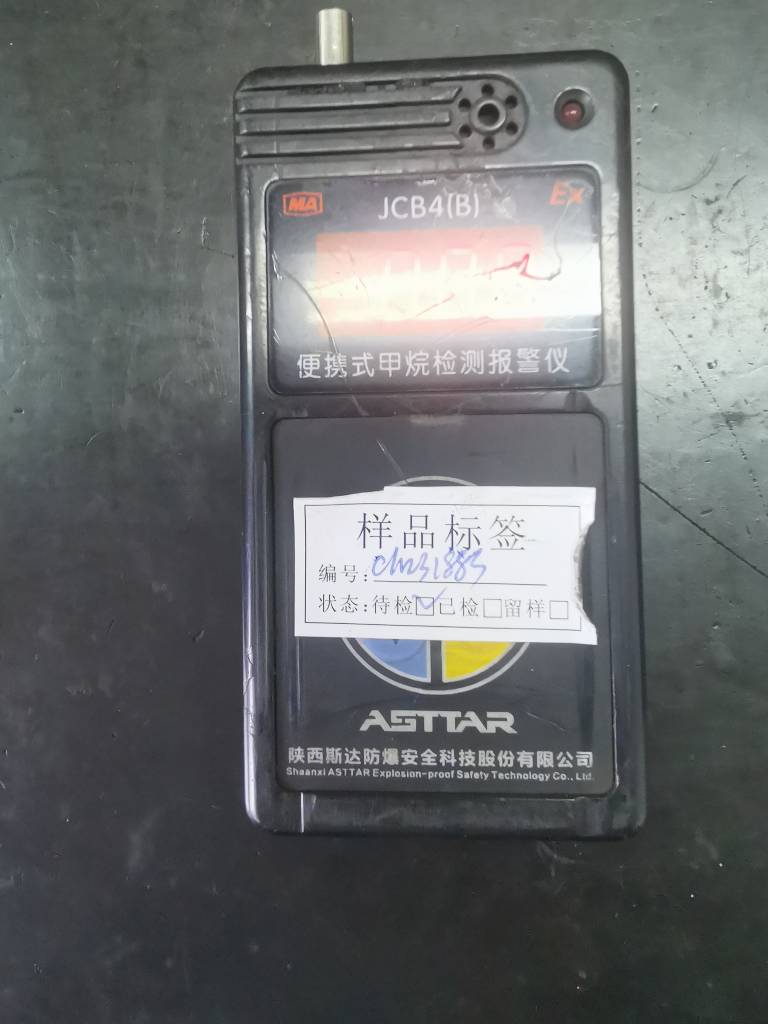 MA
JCB4(B)
Ex
便携式甲烷检测报警仪
样品标签
编号:
状态:待检☑已检□留样□
ASTTAR
陕西斯达防爆安全科技股份有限公司
Shaanxi ASTTAR Explosion-proof Safety Technology Co., Ltd.